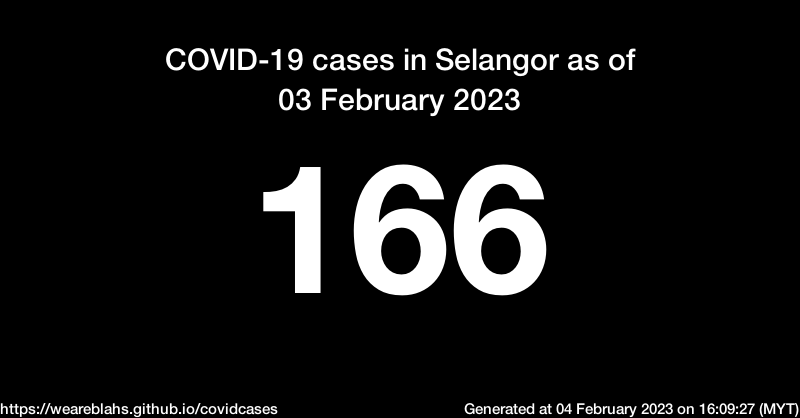 COVID-19 cases in Selangor as of
03 February 2023
166
https://weareblahs.github.io/covidcases
Generated at 04 February 2023 on 16:09:27 (MYT)